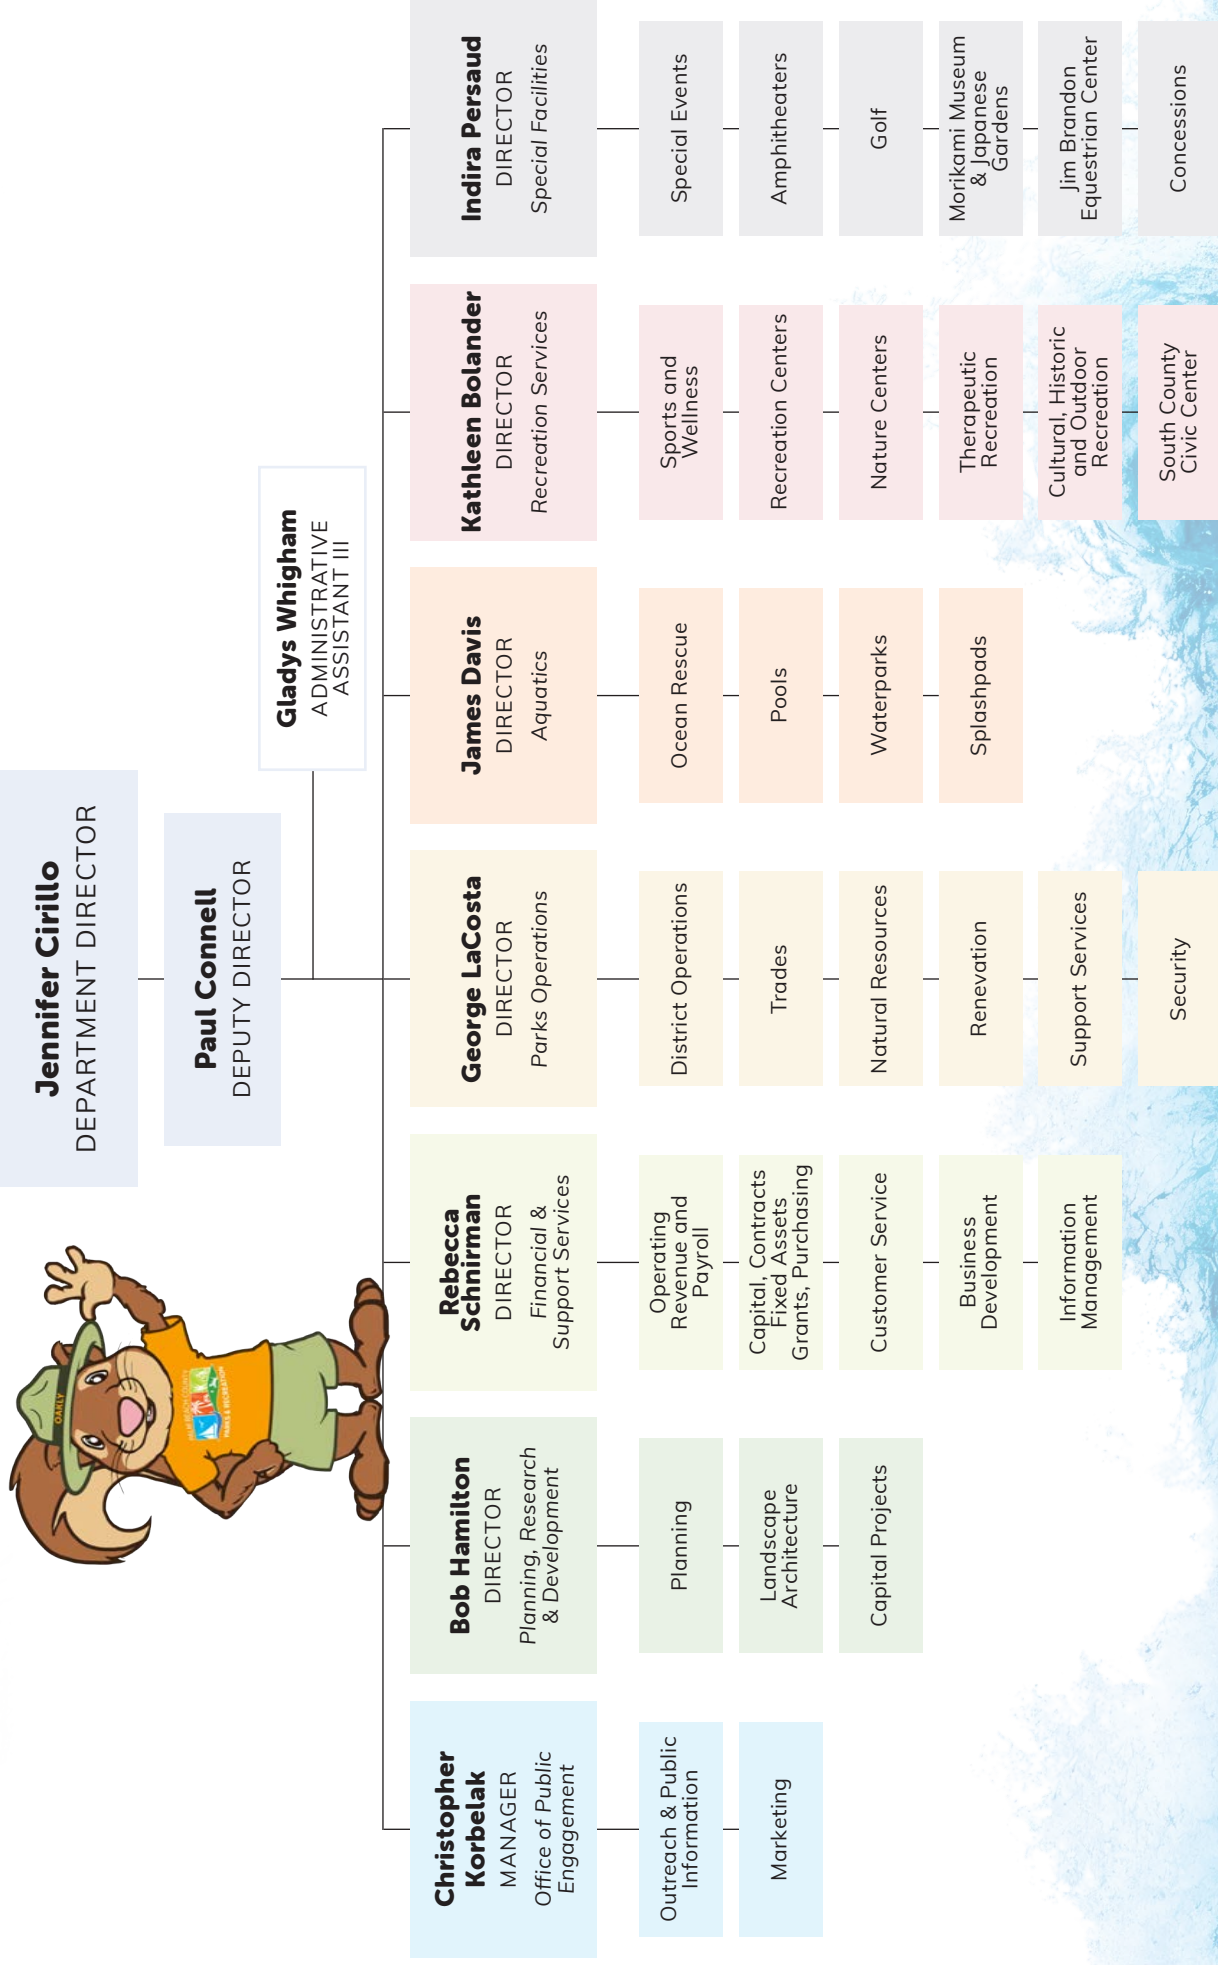 Jennifer Cirillo
DEPARTMENT DIRECTOR
Paul Connell
DEPUTY DIRECTOR
Gladys Whigham
ADMINISTRATIVE
ASSISTANT III
OAKLY
PALM BEACH COUNTY
PARKS & RECREATION
Christopher
Korbelak
MANAGER
Office of Public
Engagement
Outreach & Public
Information
Marketing
Bob Hamilton
DIRECTOR
Planning, Research
& Development
Planning
Landscape
Architecture
Capital Projects
Rebecca
Schnirman
DIRECTOR
Financial &
Support Services
Operating
Revenue and
Payroll
Capital, Contracts
Fixed Assets
Grants, Purchasing
Customer Service
Business
Development
Information
Management
George LaCosta
DIRECTOR
Parks Operations
District Operations
Trades
Natural Resources
Renevation
Support Services
Security
James Davis
DIRECTOR
Aquatics
Ocean Rescue
Pools
Waterparks
Splashpads
Kathleen Bolander
DIRECTOR
Recreation Services
Sports and
Wellness
Recreation Centers
Nature Centers
Therapeutic
Recreation
Cultural, Historic
and Outdoor
Recreation
South County
Civic Center
Indira Persaud
DIRECTOR
Special Facilities
Special Events
Amphitheaters
Golf
Morikami Museum
& Japanese
Gardens
Jim Brandon
Equestrian Center
Concessions